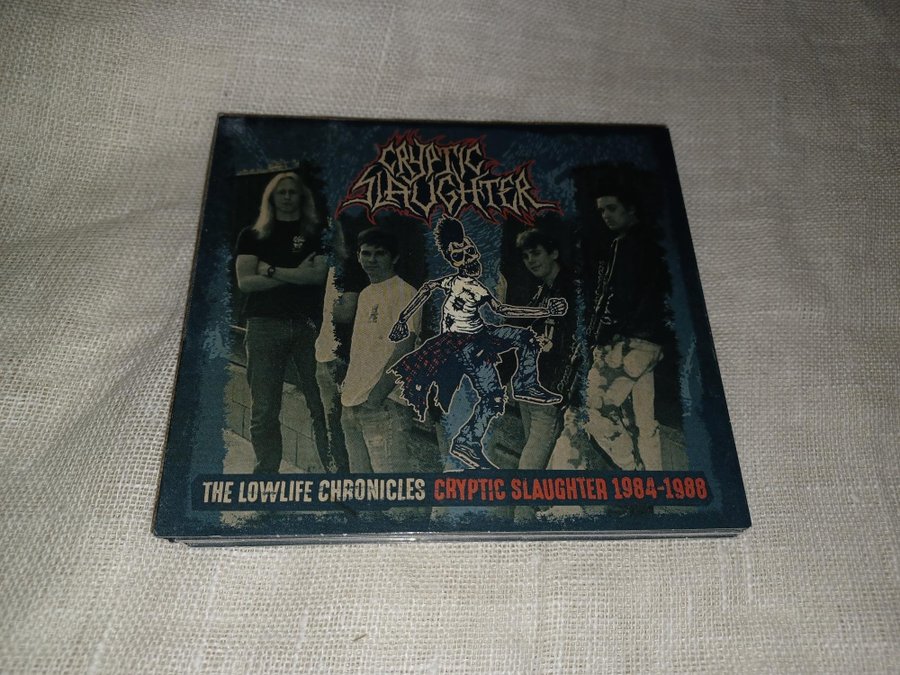 CRYPTIC
SLAUGHTER
THE LOWLIFE CHRONICLES CRYPTIC SLAUGHTER 1984-1988